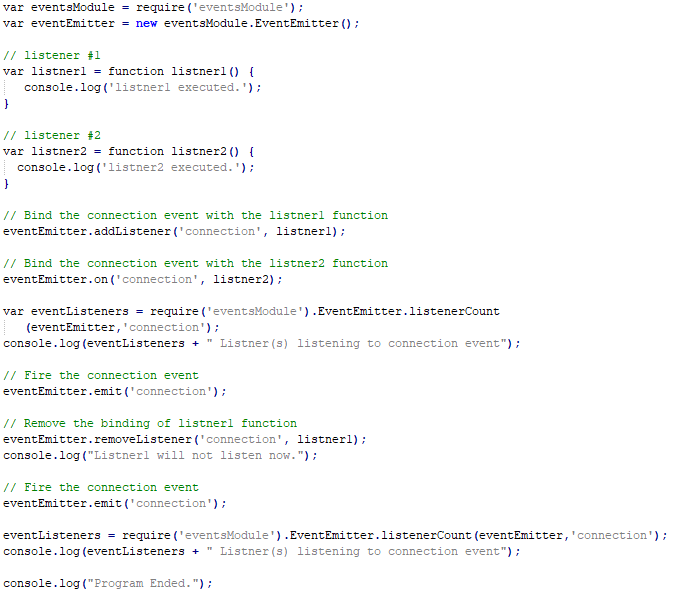 var eventsModule = require('eventsModule');
var eventEmitter = new eventsModule.EventEmitter();

// listener #1
var listner1 = function listner1() {
   console.log('listner1 executed.');
}

// listener #2
var listner2 = function listner2() {
  console.log('listner2 executed.');
}

// Bind the connection event with the listner1 function
eventEmitter.addListener('connection', listner1);

// Bind the connection event with the listner2 function
eventEmitter.on('connection', listner2);

var eventListeners = require('eventsModule').EventEmitter.listenerCount
   (eventEmitter,'connection');
console.log(eventListeners + " Listner(s) listening to connection event");

// Fire the connection event
eventEmitter.emit('connection');

// Remove the binding of listner1 function
eventEmitter.removeListener('connection', listner1);
console.log("Listner1 will not listen now.");

// Fire the connection event
eventEmitter.emit('connection');

eventListeners = require('eventsModule').EventEmitter.listenerCount(eventEmitter,'connection');
console.log(eventListeners + " Listner(s) listening to connection event");

console.log("Program Ended.");